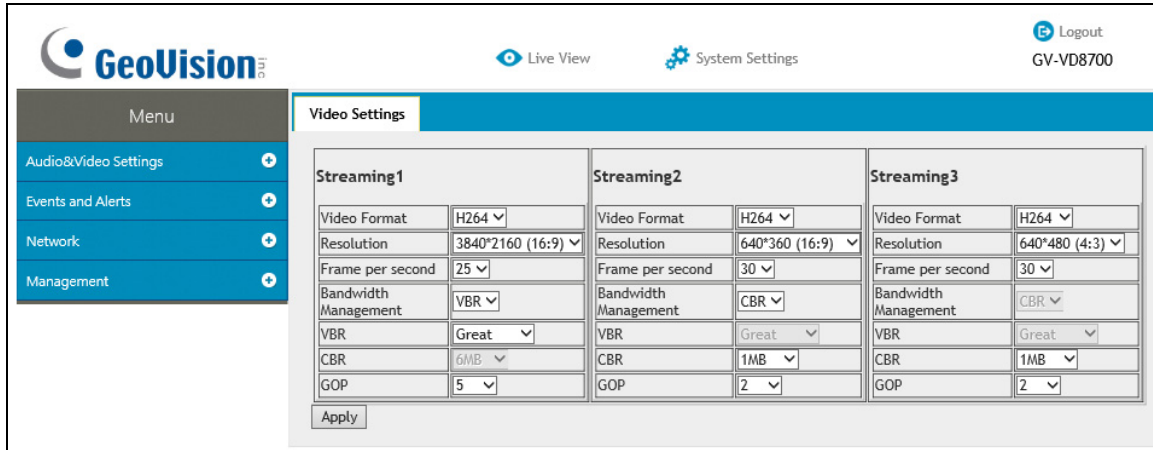 GeoVision inc
Live View
System Settings
Logout
GV-VD8700
Menu
Audio&Video Settings
Events and Alerts
Network
Management
Video Settings
Streaming1
Video Format H264
Resolution 3840*2160 (16:9)
Frame per second 25
Bandwidth
Management VBR
VBR Great
CBR 6MB
GOP 5
Streaming2
Video Format H264
Resolution 640*360 (16:9)
Frame per second 30
Bandwidth
Management CBR
VBR Great
CBR 1MB
GOP 2
Streaming3
Video Format H264
Resolution 640*480 (4:3)
Frame per second 30
Bandwidth
Management CBR
VBR Great
CBR 1MB
GOP 2
Apply